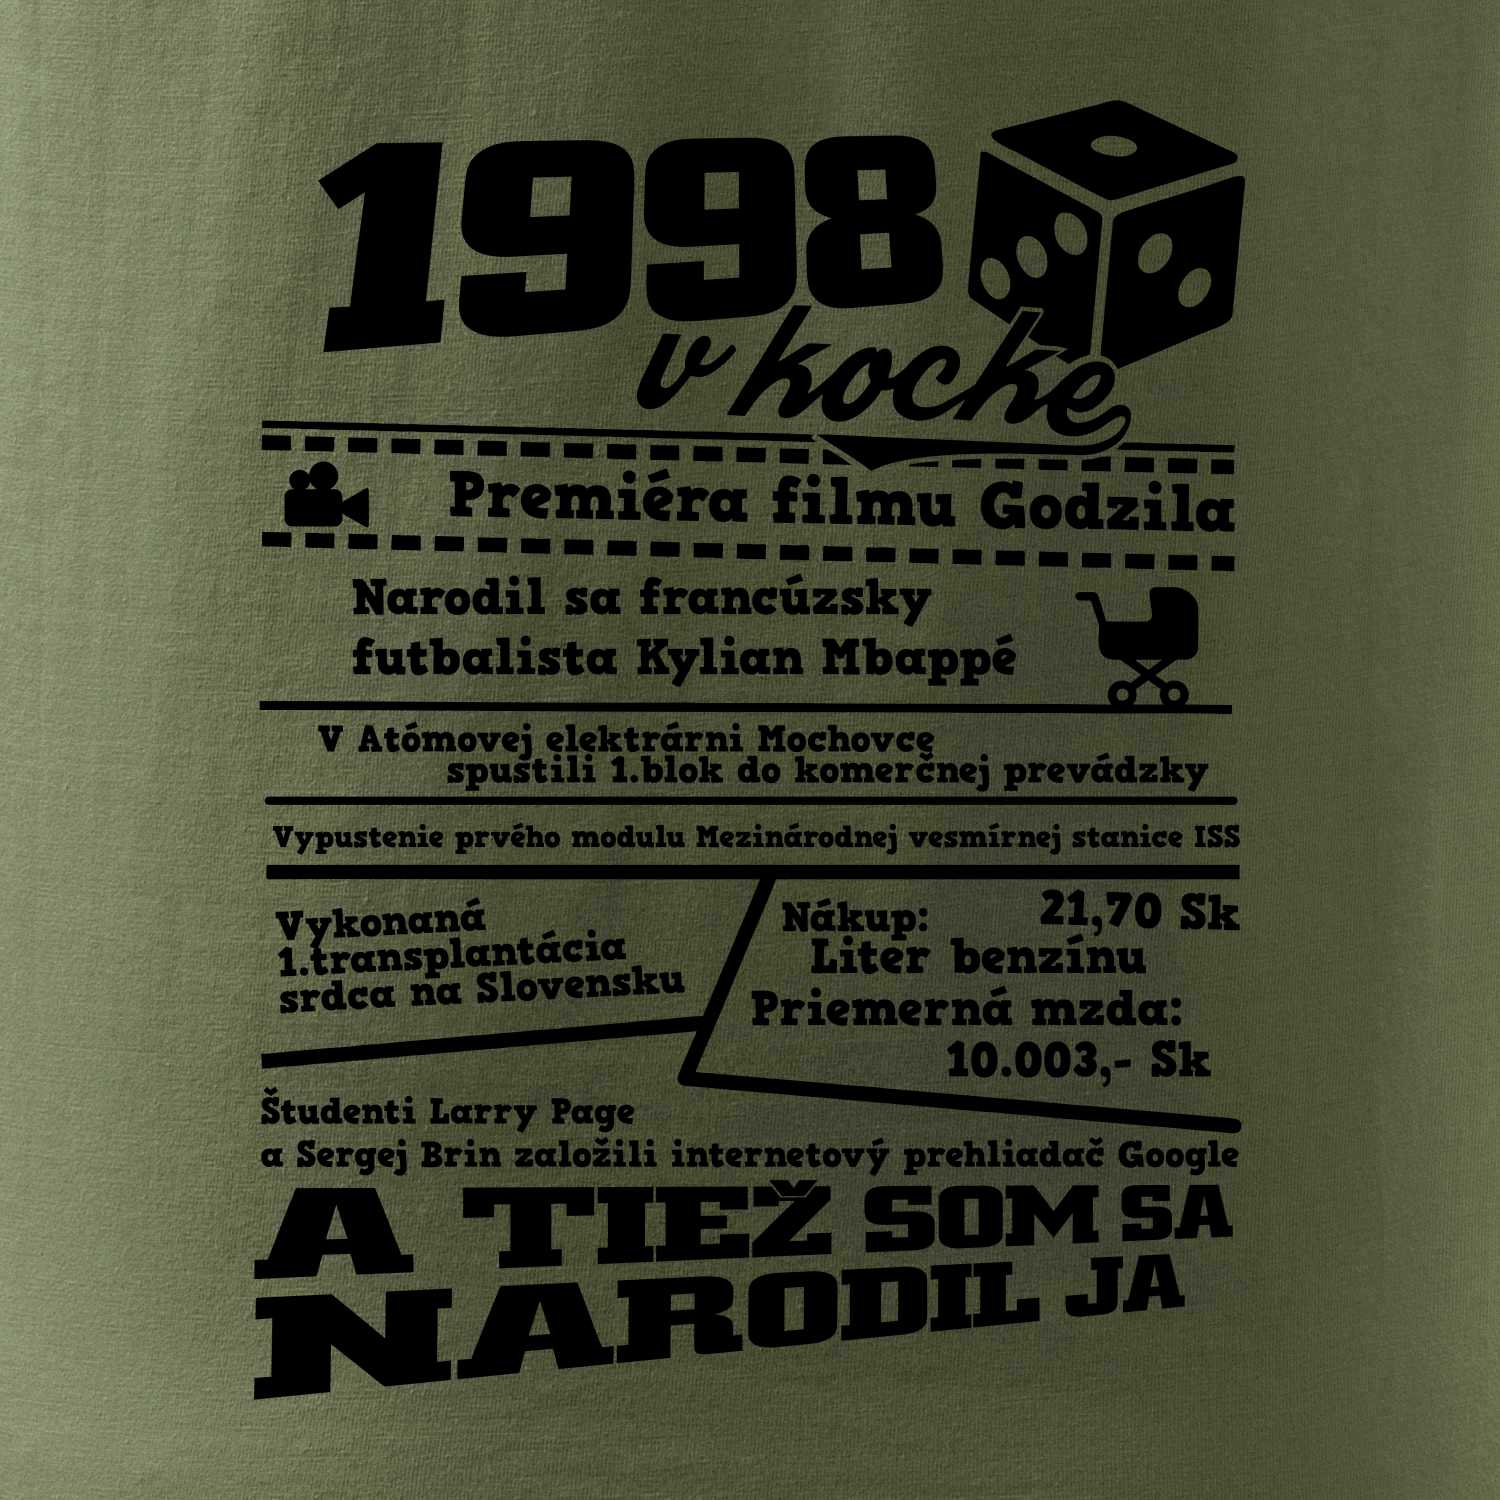 1998
v kocke
Premiéra filmu Godzila
Narodil sa francúzsky
futbalista Kylian Mbappé
V Atómovej elektrárni Mochovce
spustili 1.blok do komerčnej prevádzky
Vypustenie prvého modulu Mezinárodnej vesmírnej stanice ISS
Vykonaná
1.transplantácia
srdca na Slovensku
Nákup: 21,70 Sk
Liter benzínu
Priemerná mzda:
10.003,- Sk
Študenti Larry Page
a Sergej Brin založili internetový prehliadač Google
A TIEŽ SOM SA
NARODIL JA